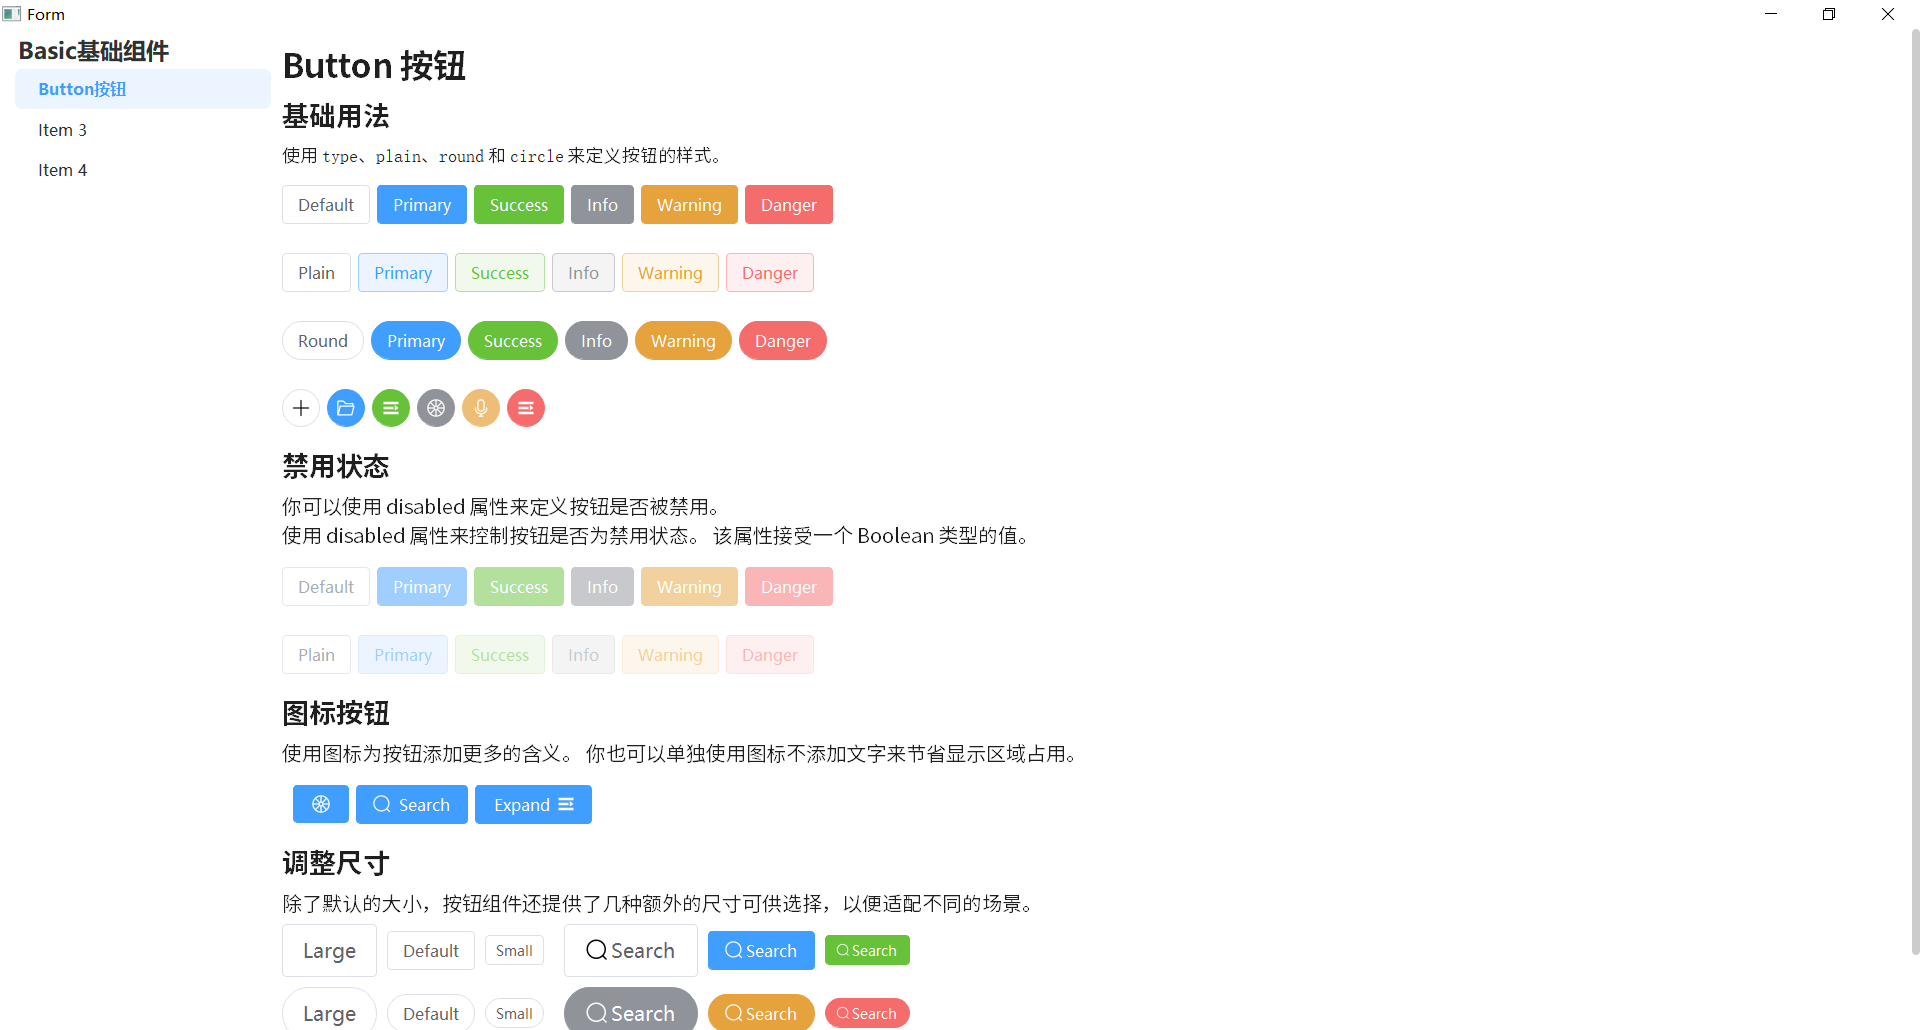 Form
Basic基础组件
Button按钮
Item 3
Item 4
Button 按钮
基础用法
使用 type、plain、round 和 circle 来定义按钮的样式。
Default Primary Success Info Warning Danger
Plain Primary Success Info Warning Danger
Round Primary Success Info Warning Danger
禁用状态
你可以使用 disabled 属性来定义按钮是否被禁用。
使用 disabled 属性来控制按钮是否为禁用状态。 该属性接受一个 Boolean 类型的值。
Default Primary Success Info Warning Danger
Plain Primary Success Info Warning Danger
图标按钮
使用图标为按钮添加更多的含义。 你也可以单独使用图标不添加文字来节省显示区域占用。
Search Expand
调整尺寸
除了默认的大小，按钮组件还提供了几种额外的尺寸可供选择，以便适配不同的场景。
Large Default Small Search Search Search
Large Default Small Search Search Search